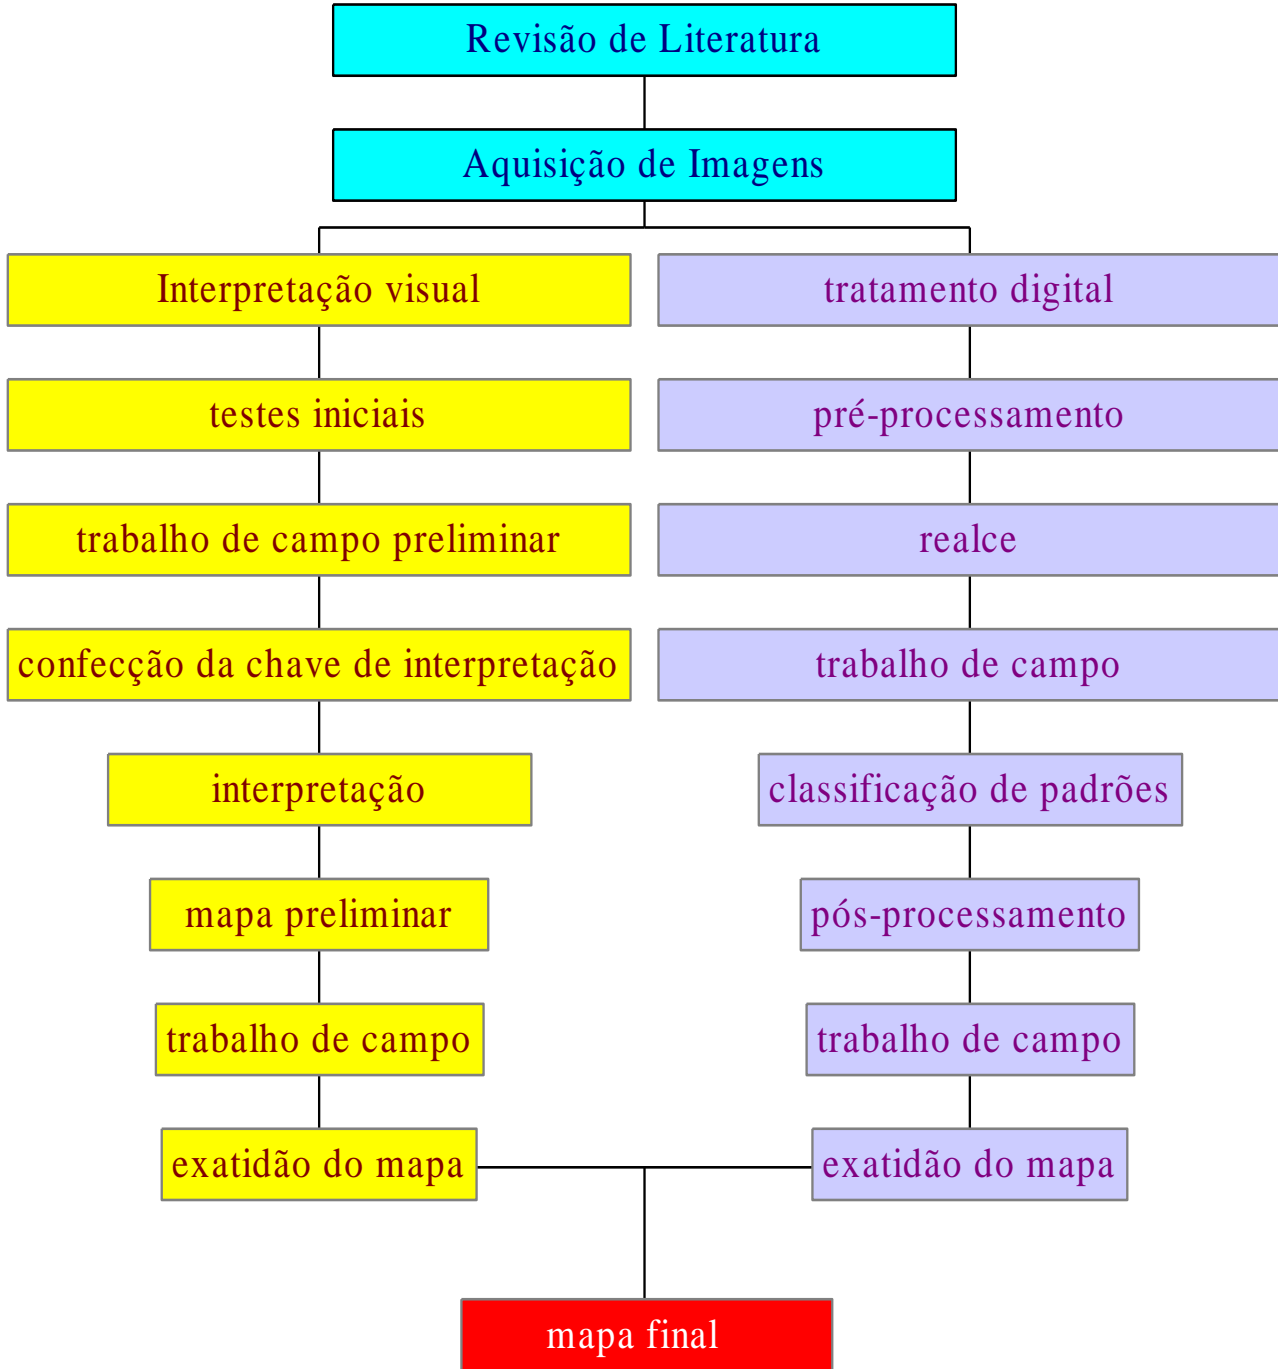 Revisão de Literatura
Aquisição de Imagens
Interpretação visual
testes iniciais
trabalho de campo preliminar
confecção da chave de interpretação
interpretação
mapa preliminar
trabalho de campo
exatidão do mapa
tratamento digital
pré-processamento
realce
trabalho de campo
classificação de padrões
pós-processamento
trabalho de campo
exatidão do mapa
mapa final